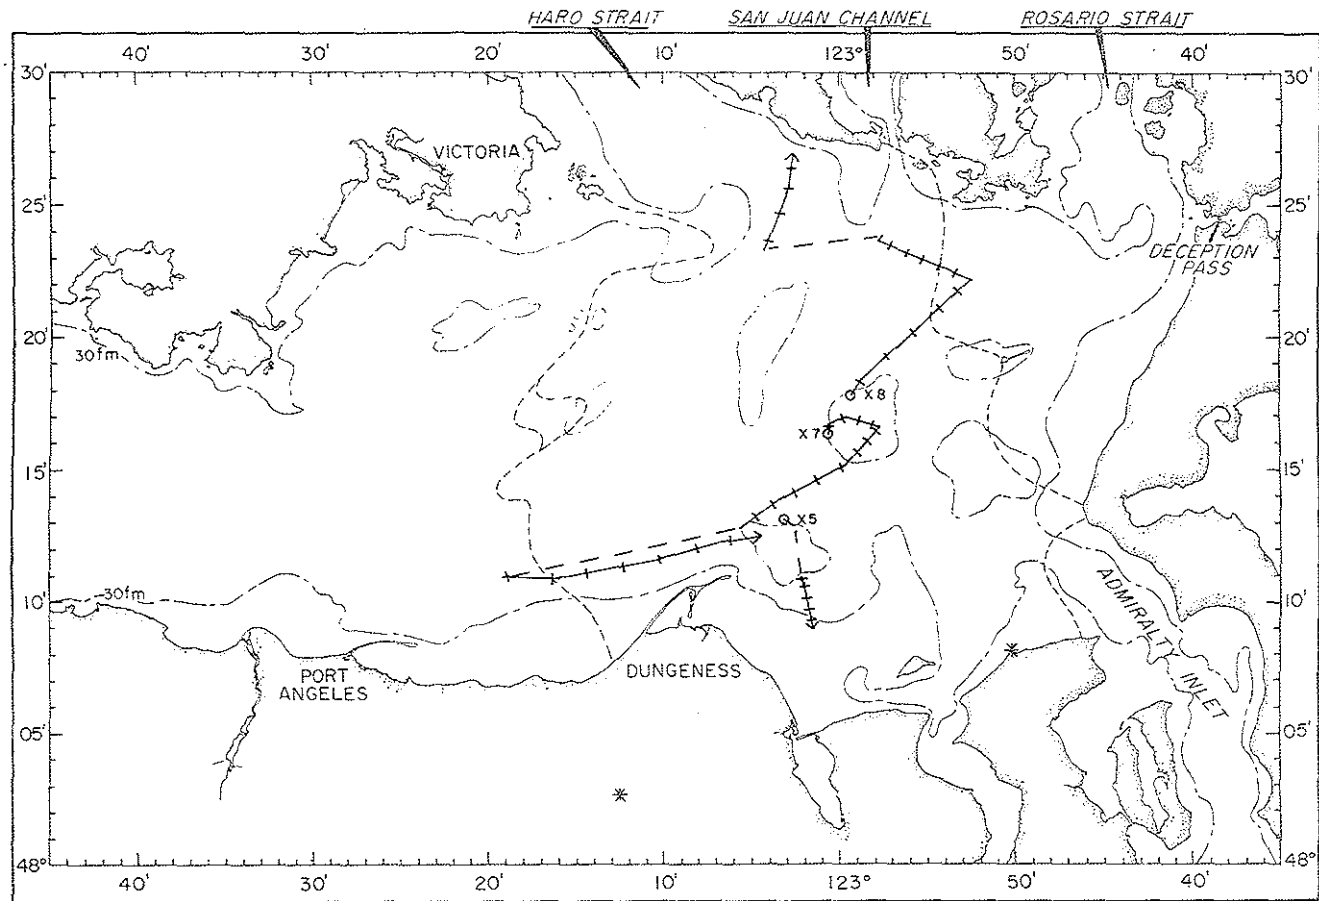 HARO STRAIT
SAN JUAN CHANNEL
ROSARIO STRAIT
40' 30' 20' 10' 123° 50' 40'
30' 30'
VICTORIA
25' 25'
DECEPTION PASS
20' 20'
30fm
X8
X7
15' 15'
X5
10' 10'
30fm
ADMIRALTY INLET
PORT ANGELES
DUNGENESS
05' 05'
48° 48°
40' 30' 20' 10' 123° 50' 40'